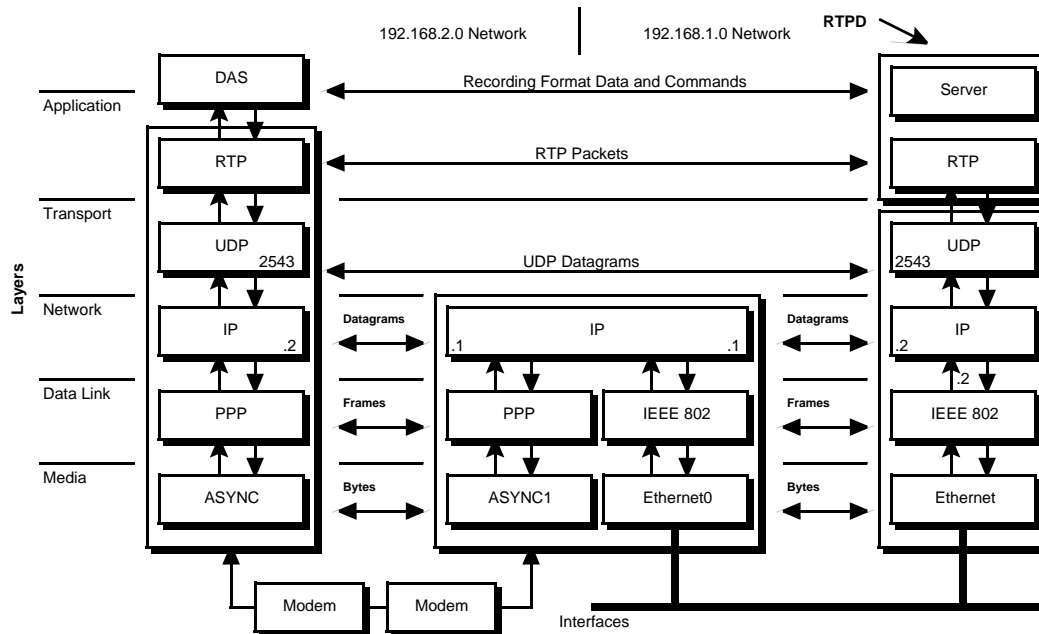 192.168.2.0 Network
192.168.1.0 Network
RTPD
Layers
Application
DAS
Recording Format Data and Commands
Server
RTP
RTP Packets
RTP
Transport
UDP
2543
UDP Datagrams
UDP
2543
Network
IP
.2
Datagrams
IP
.1
.1
Datagrams
IP
.2
.2
Data Link
PPP
Frames
PPP
IEEE 802
Frames
IEEE 802
Media
ASYNC
Bytes
ASYNC1
Ethernet0
Bytes
Ethernet
Modem
Modem
Interfaces